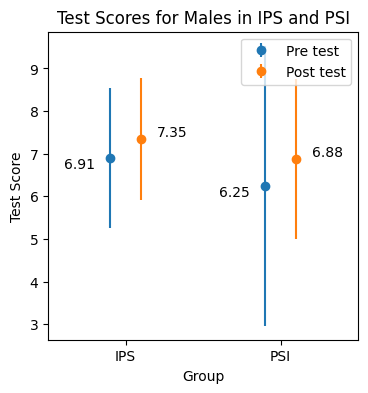 Test Scores for Males in IPS and PSI
Pre test
Post test
9
8
7
6
5
4
3
Test Score
6.91
7.35
6.25
6.88
IPS
PSI
Group